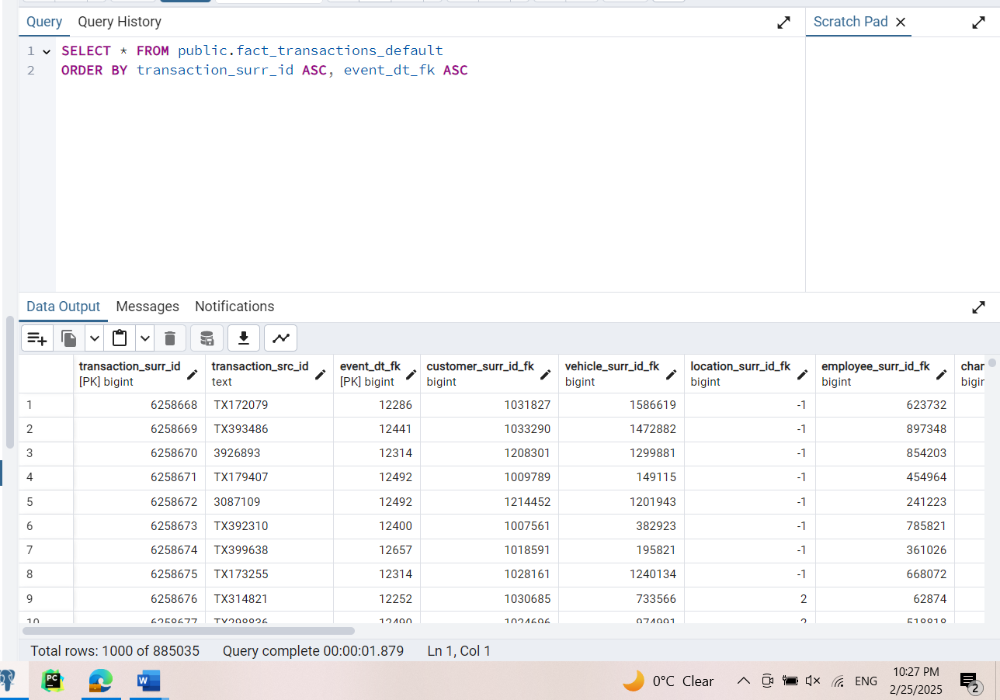 Query Query History Scratch Pad
1 SELECT * FROM public.fact_transactions_default
2 ORDER BY transaction_surr_id ASC, event_dt_fk ASC
Data Output Messages Notifications
transaction_surr_id transaction_src_id event_dt_fk customer_surr_id_fk vehicle_surr_id_fk location_surr_id_fk employee_surr_id_fk
[PK] bigint text [PK] bigint bigint bigint bigint bigint
1 6258668 TX172079 12286 1031827 1586619 -1 623732
2 6258669 TX393486 12441 1033290 1472882 -1 897348
3 6258670 3926893 12314 1208301 1299881 -1 854203
4 6258671 TX179407 12492 1009789 149115 -1 454964
5 6258672 3087109 12492 1214452 1201943 -1 241223
6 6258673 TX392310 12400 1007561 382923 -1 785821
7 6258674 TX399638 12657 1018591 195821 -1 361026
8 6258675 TX173255 12314 1028161 1240134 -1 668072
9 6258676 TX314821 12252 1030685 733566 2 62874
10 6258677 TX298836 12490 1024696 974991 2 518818
Total rows: 1000 of 885035 Query complete 00:00:01.879 Ln 1, Col 1
PC W 0°C Clear ENG 10:27 PM
2/25/2025 2